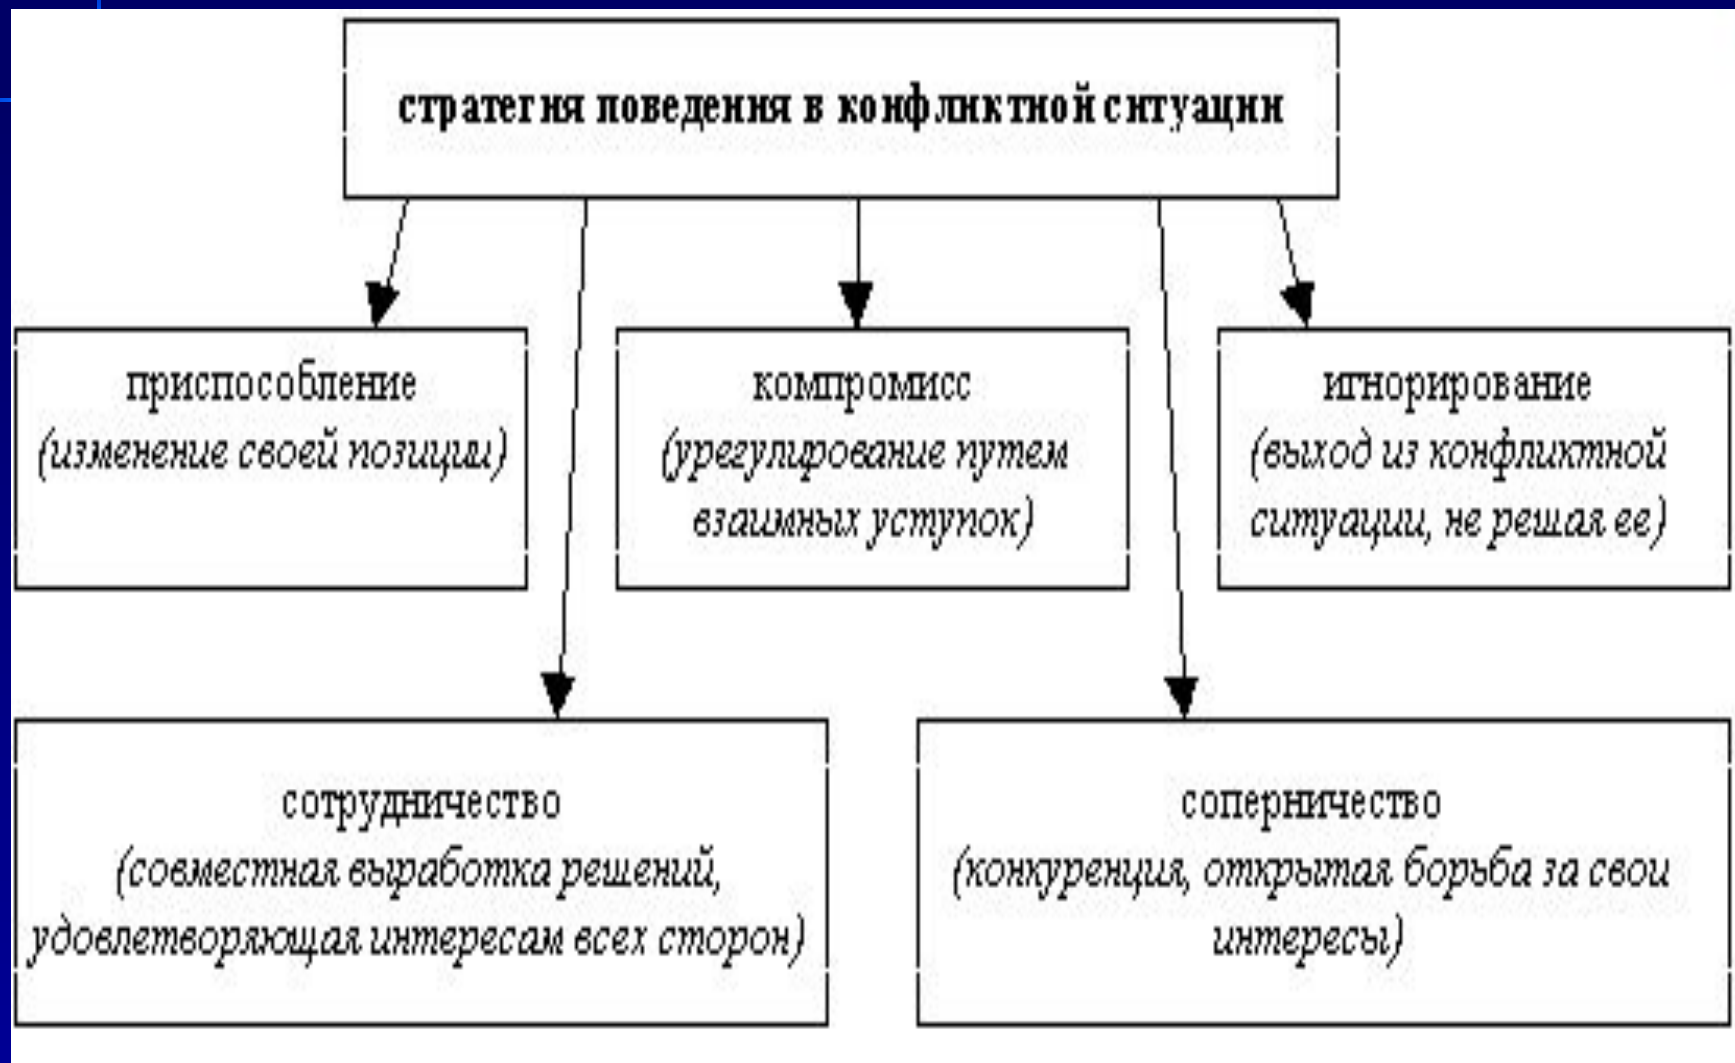 стратегия поведения в конфликтной ситуации
приспособление
(изменение своей позиции)
компромисс
(урегулирование путем
взаимных уступок)
игнорирование
(выход из конфликтной
ситуации, не решая ее)
сотрудничество
(совместная выработка решений,
удовлетворяющая интересам всех сторон)
соперничество
(конкуренция, открытая борьба за свои
интересы)